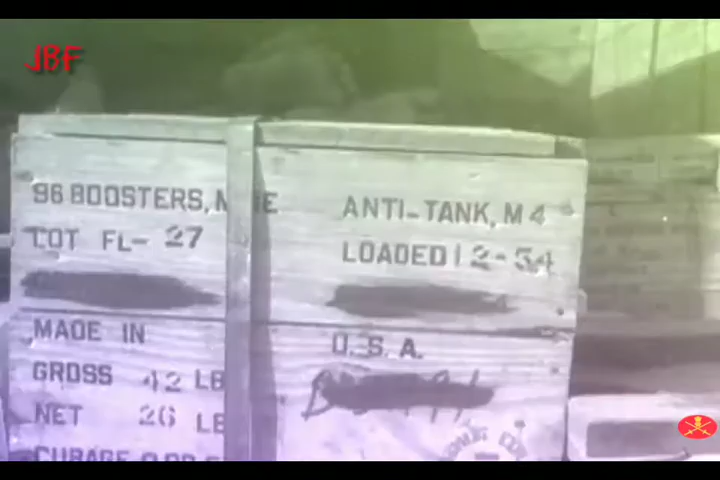 JBF
96 BOOSTERS, M E ANTI-TANK, M4
LOT FL- 27 LOADED 12-54
MADE IN U.S.A.
GROSS 42 LB
NET 26 LB
CUBAGE